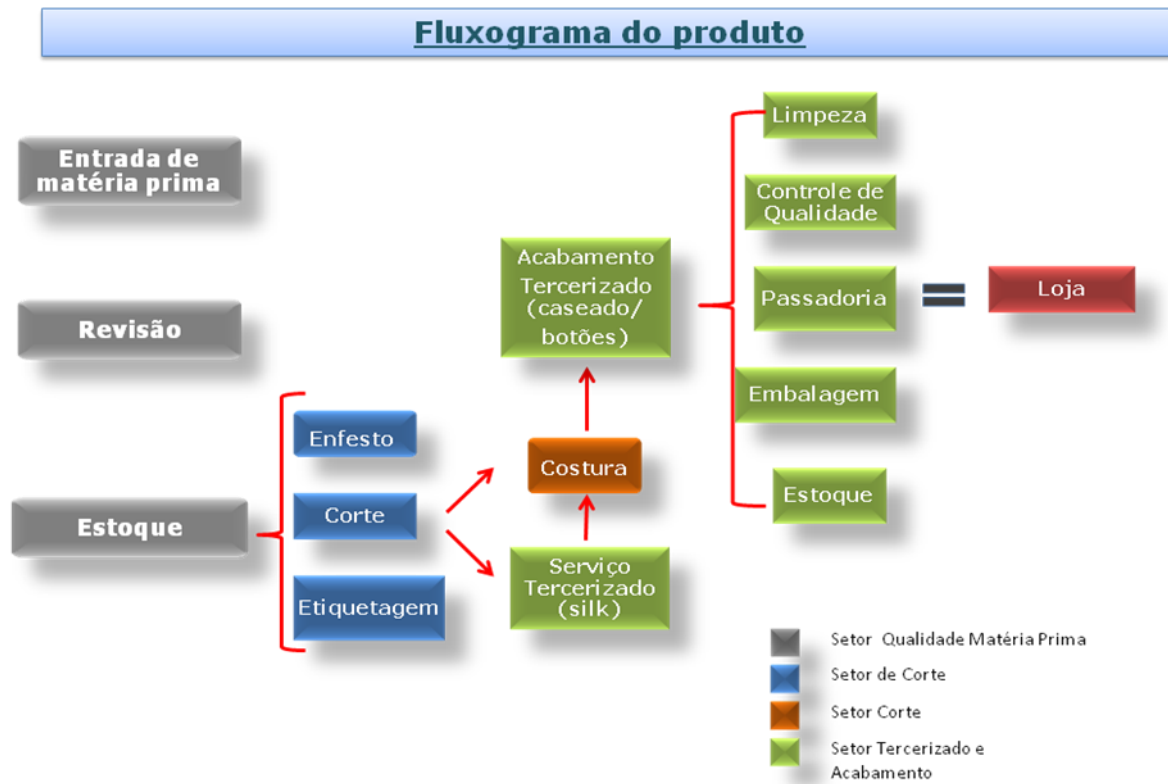 Fluxograma do produto
Entrada de
matéria prima
Revisão
Estoque
Enfesto
Corte
Etiquetagem
Acabamento
Tercerizado
(caseado/
botões)
Costura
Serviço
Tercerizado
(silk)
Limpeza
Controle de
Qualidade
Passadoria
Embalagem
Estoque
Loja
Setor Qualidade Matéria Prima
Setor de Corte
Setor Corte
Setor Tercerizado e
Acabamento